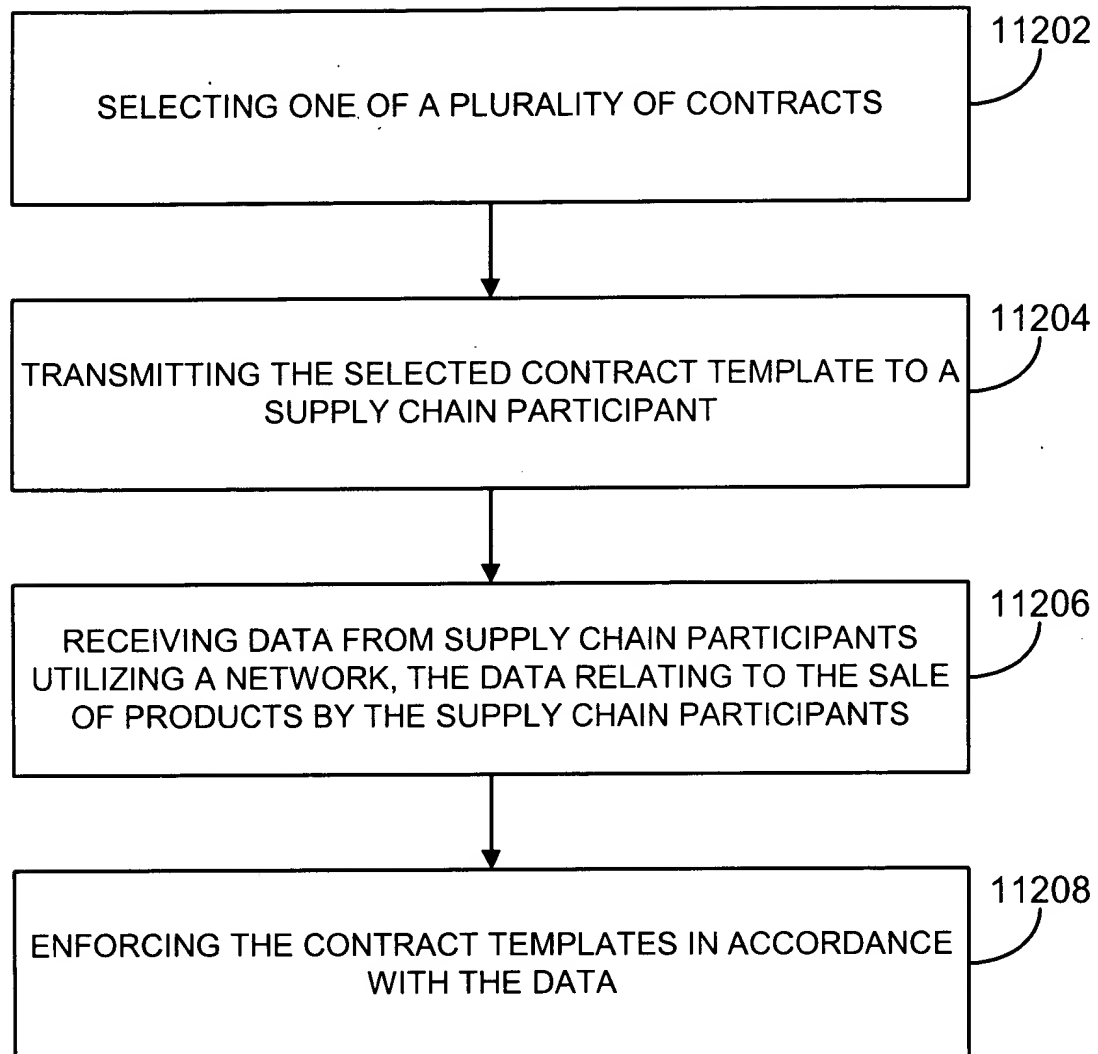 11202
SELECTING ONE OF A PLURALITY OF CONTRACTS
11204
TRANSMITTING THE SELECTED CONTRACT TEMPLATE TO A
SUPPLY CHAIN PARTICIPANT
11206
RECEIVING DATA FROM SUPPLY CHAIN PARTICIPANTS
UTILIZING A NETWORK, THE DATA RELATING TO THE SALE
OF PRODUCTS BY THE SUPPLY CHAIN PARTICIPANTS
11208
ENFORCING THE CONTRACT TEMPLATES IN ACCORDANCE
WITH THE DATA